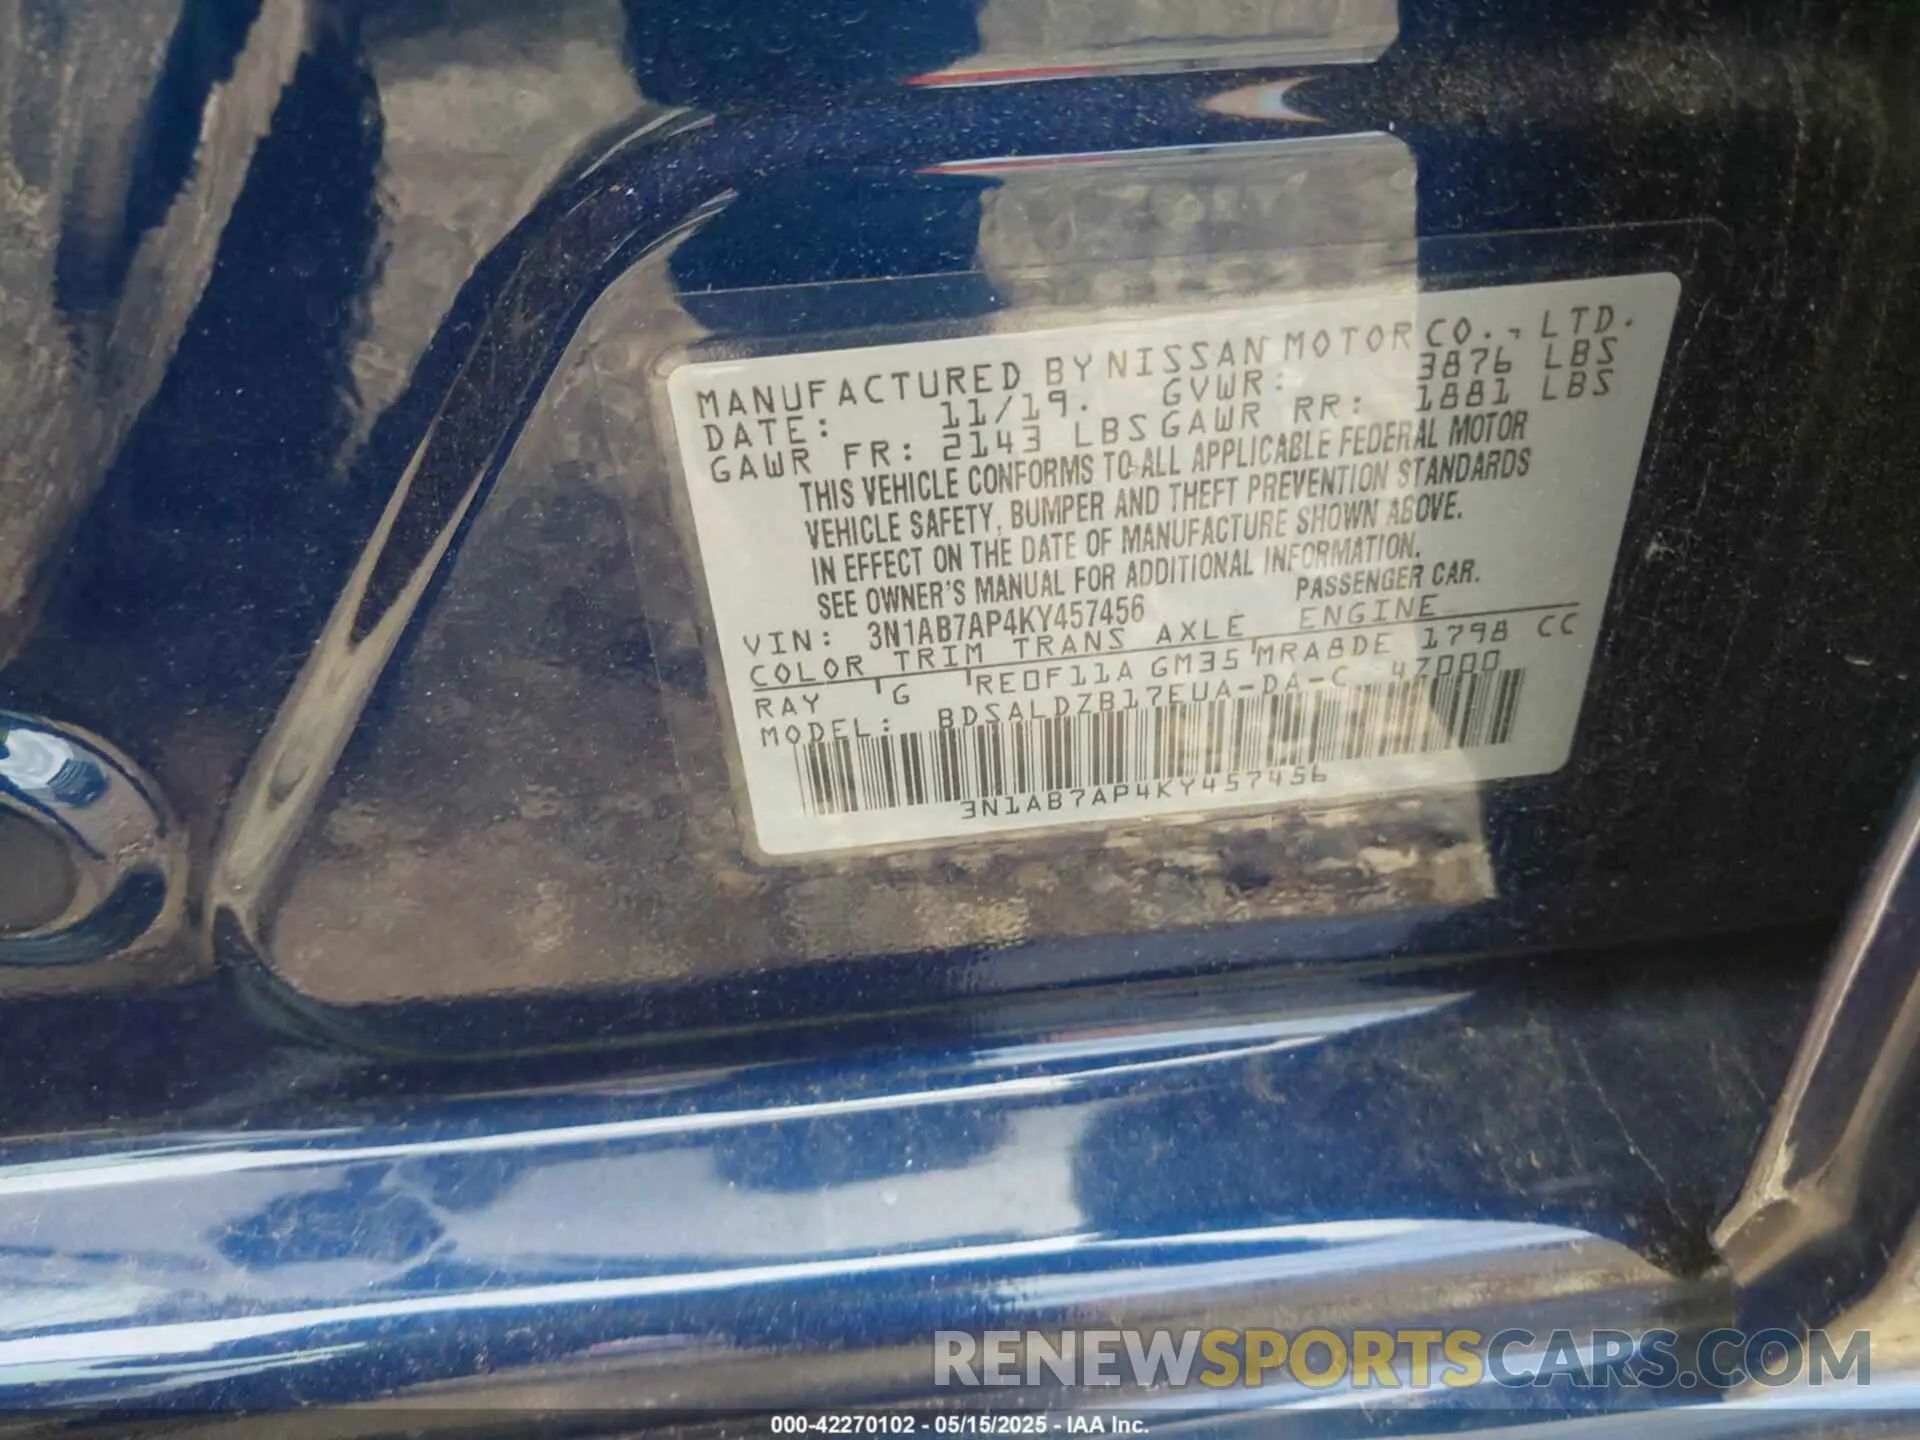 MANUFACTURED BY NISSAN MOTOR CO., LTD.
DATE: 11/19. GVWR: 3876 LBS
GAWR FR: 2143 LBS GAWR RR: 1881 LBS
THIS VEHICLE CONFORMS TO ALL APPLICABLE FEDERAL MOTOR
VEHICLE SAFETY, BUMPER AND THEFT PREVENTION STANDARDS
IN EFFECT ON THE DATE OF MANUFACTURE SHOWN ABOVE.
SEE OWNER'S MANUAL FOR ADDITIONAL INFORMATION.
VIN: 3N1AB7AP4KY457456 PASSENGER CAR.
COLOR TRIM TRANS AXLE ENGINE
RAY G RE0F11A GM35 MRA8DE 1798 CC
MODEL: BDSALDZB17EUA-DA-C 47000
3N1AB7AP4KY457456
RENEWSPORTSCARS.COM
000-42270102 - 05/15/2025 - IAA Inc.